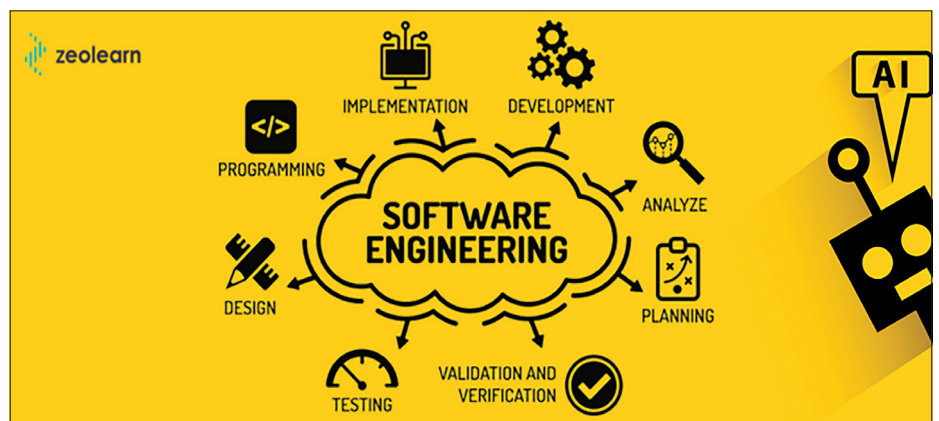 zeolearn
AI
IMPLEMENTATION
DEVELOPMENT
</>
PROGRAMMING
ANALYZE
SOFTWARE
ENGINEERING
DESIGN
PLANNING
TESTING
VALIDATION AND
VERIFICATION